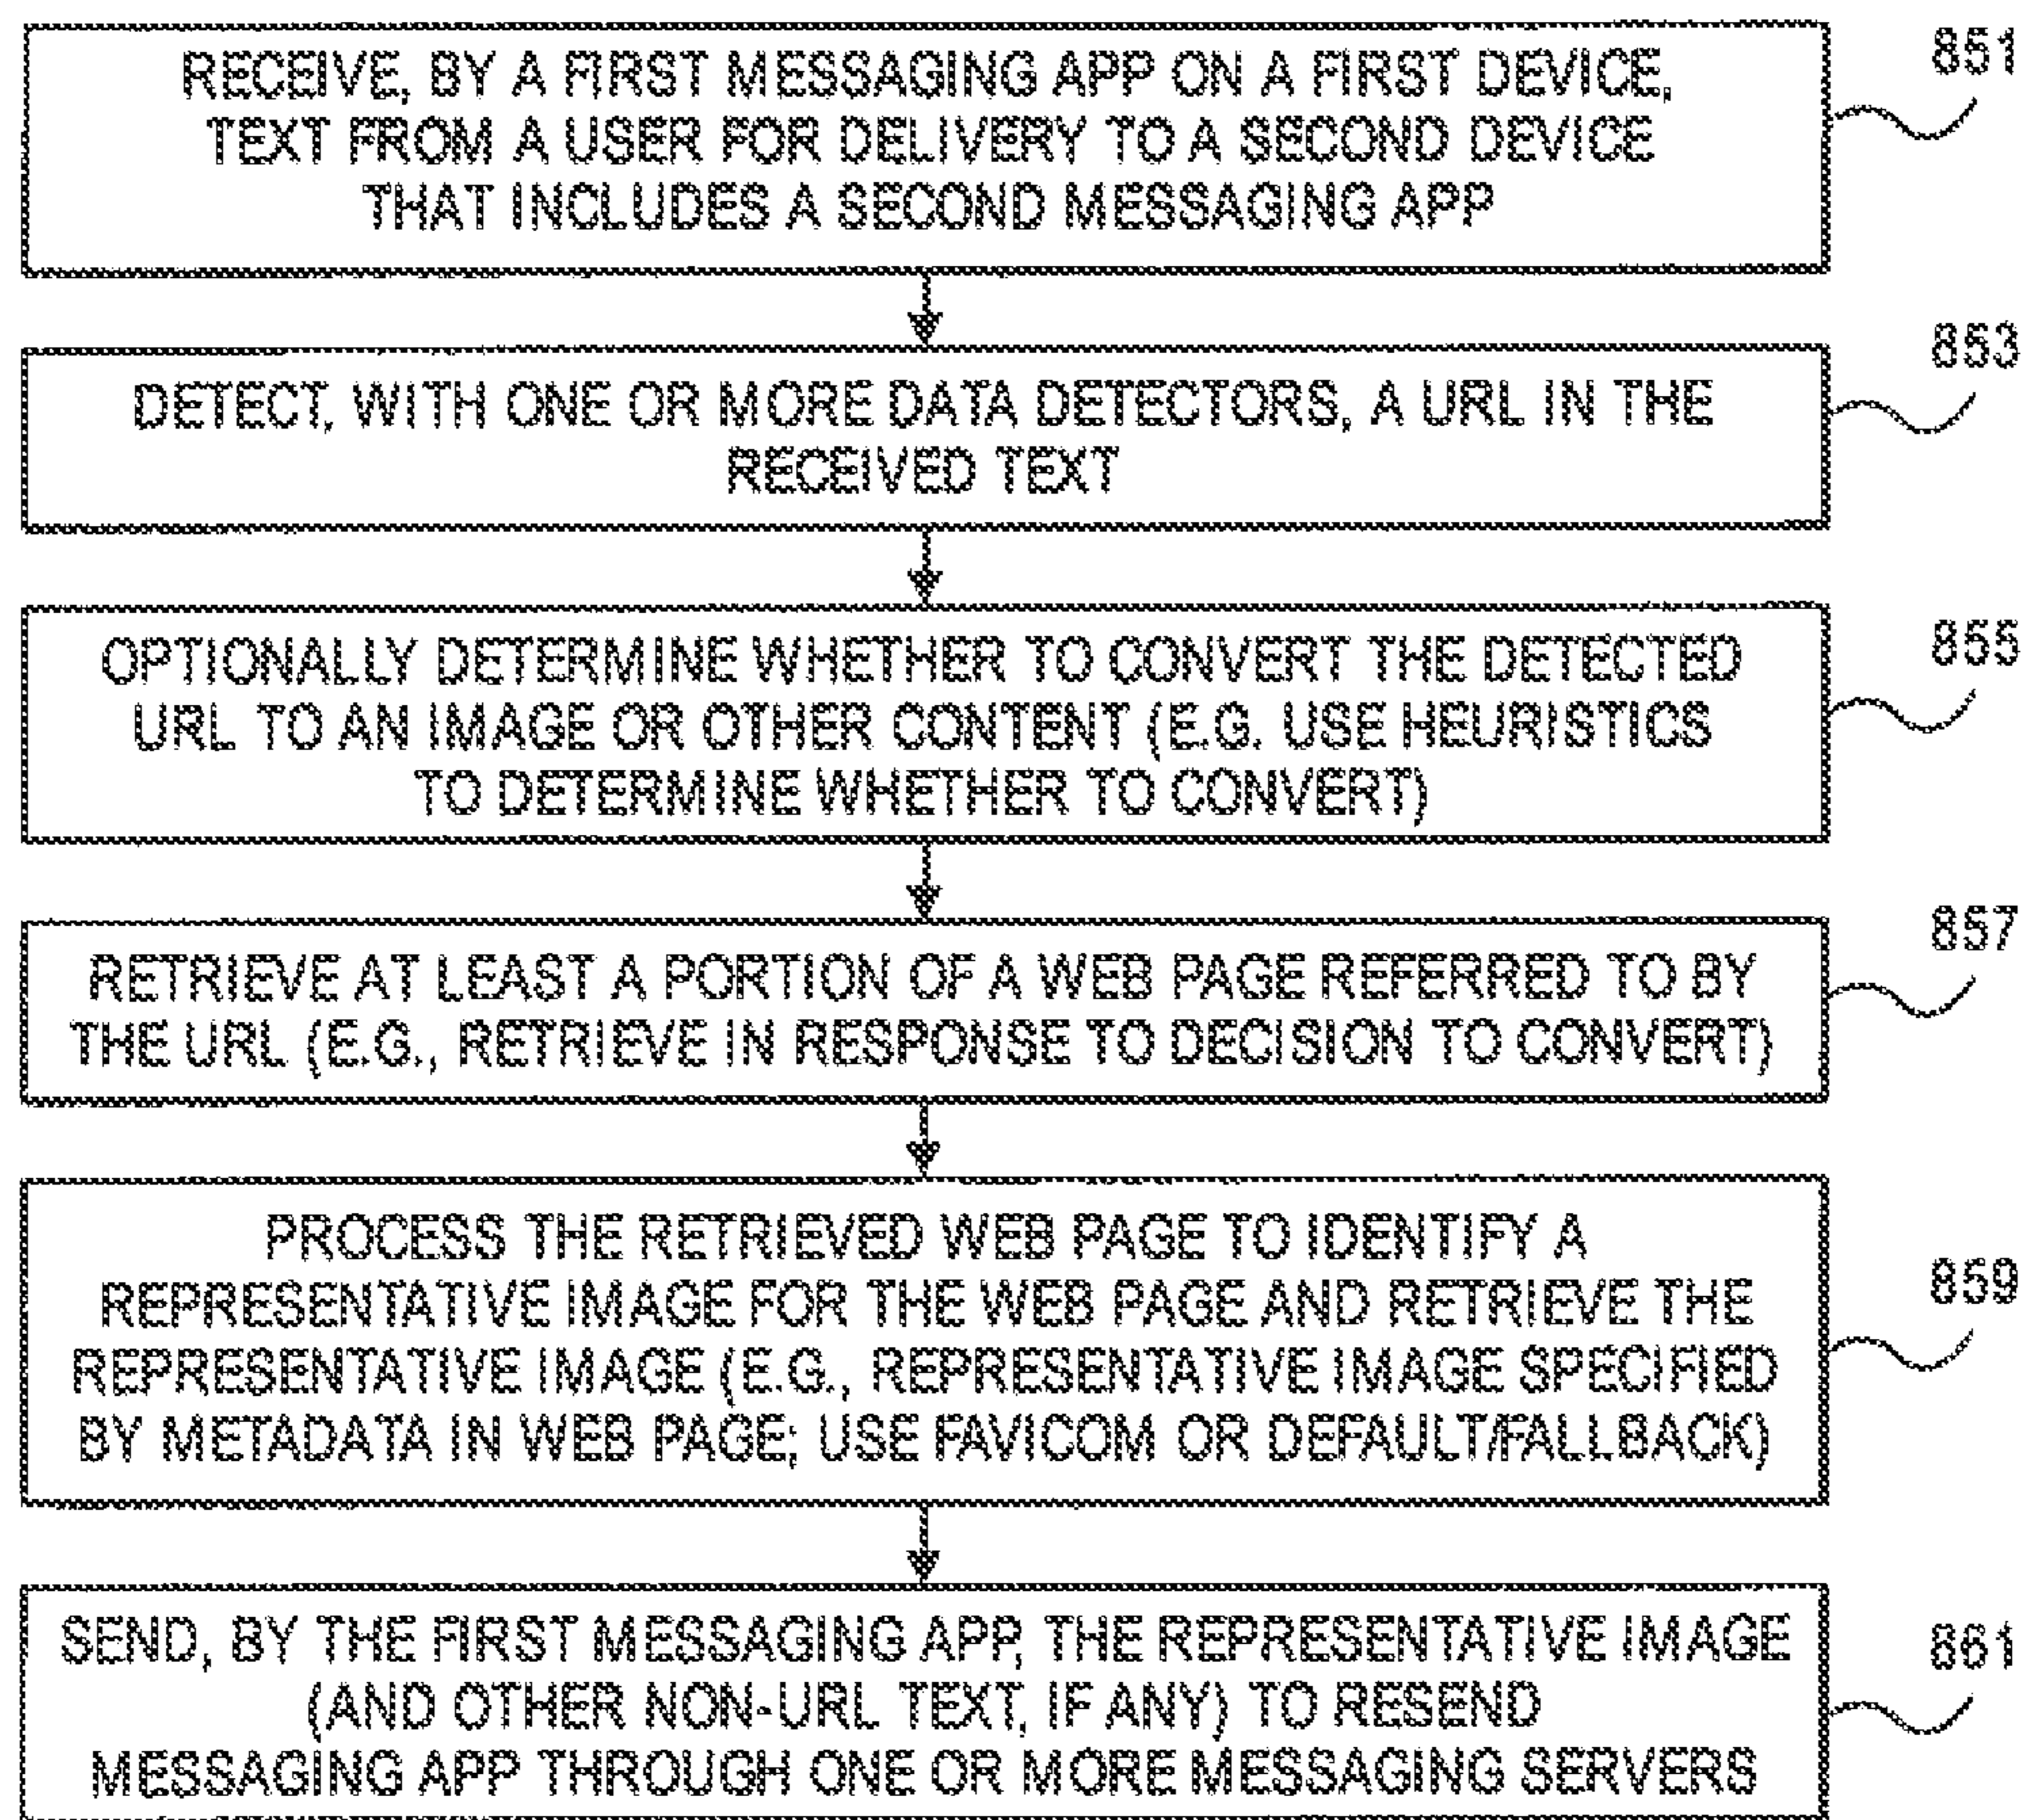 RECEIVE, BY A FIRST MESSAGING APP ON A FIRST DEVICE,
TEXT FROM A USER FOR DELIVERY TO A SECOND DEVICE
THAT INCLUDES A SECOND MESSAGING APP
851
DETECT, WITH ONE OR MORE DATA DETECTORS, A URL IN THE
RECEIVED TEXT
853
OPTIONALLY DETERMINE WHETHER TO CONVERT THE DETECTED
URL TO AN IMAGE OR OTHER CONTENT (E.G. USE HEURISTICS
TO DETERMINE WHETHER TO CONVERT)
855
RETRIEVE AT LEAST A PORTION OF A WEB PAGE REFERRED TO BY
THE URL (E.G., RETRIEVE IN RESPONSE TO DECISION TO CONVERT)
857
PROCESS THE RETRIEVED WEB PAGE TO IDENTIFY A
REPRESENTATIVE IMAGE FOR THE WEB PAGE AND RETRIEVE THE
REPRESENTATIVE IMAGE (E.G., REPRESENTATIVE IMAGE SPECIFIED
BY METADATA IN WEB PAGE; USE FAVICOM OR DEFAULT/FALLBACK)
859
SEND, BY THE FIRST MESSAGING APP, THE REPRESENTATIVE IMAGE
(AND OTHER NON-URL TEXT, IF ANY) TO RESEND
MESSAGING APP THROUGH ONE OR MORE MESSAGING SERVERS
861